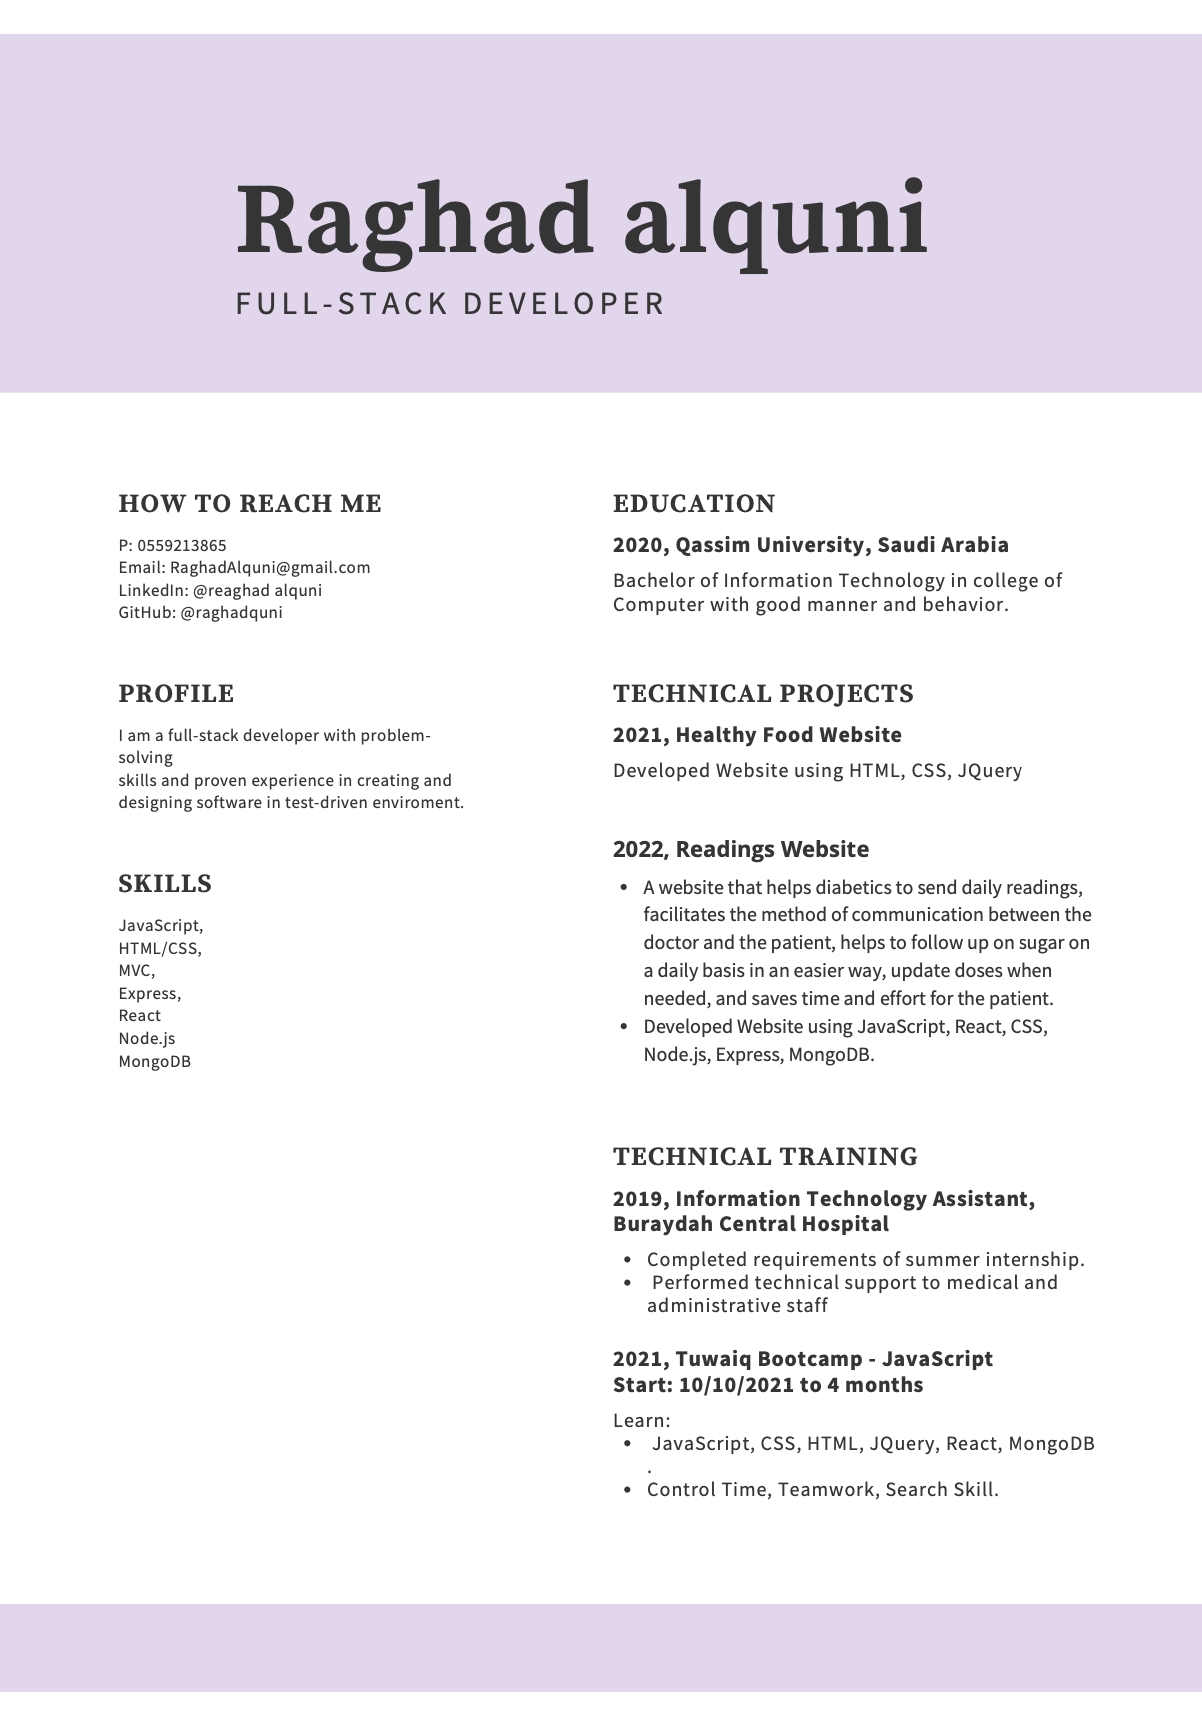 Raghad alquni
FULL-STACK DEVELOPER
HOW TO REACH ME
P: 0559213865
Email: RaghadAlquni@gmail.com
LinkedIn: @reaghad alquni
GitHub: @raghadquni
PROFILE
I am a full-stack developer with problem-
solving
skills and proven experience in creating and
designing software in test-driven enviroment.
SKILLS
JavaScript,
HTML/CSS,
MVC,
Express,
React
Node.js
MongoDB
EDUCATION
2020, Qassim University, Saudi Arabia
Bachelor of Information Technology in college of
Computer with good manner and behavior.
TECHNICAL PROJECTS
2021, Healthy Food Website
Developed Website using HTML, CSS, JQuery
2022, Readings Website
• A website that helps diabetics to send daily readings,
facilitates the method of communication between the
doctor and the patient, helps to follow up on sugar on
a daily basis in an easier way, update doses when
needed, and saves time and effort for the patient.
• Developed Website using JavaScript, React, CSS,
Node.js, Express, MongoDB.
TECHNICAL TRAINING
2019, Information Technology Assistant,
Buraydah Central Hospital
• Completed requirements of summer internship.
• Performed technical support to medical and
administrative staff
2021, Tuwaiq Bootcamp - JavaScript
Start: 10/10/2021 to 4 months
Learn:
• JavaScript, CSS, HTML, JQuery, React, MongoDB
.
• Control Time, Teamwork, Search Skill.